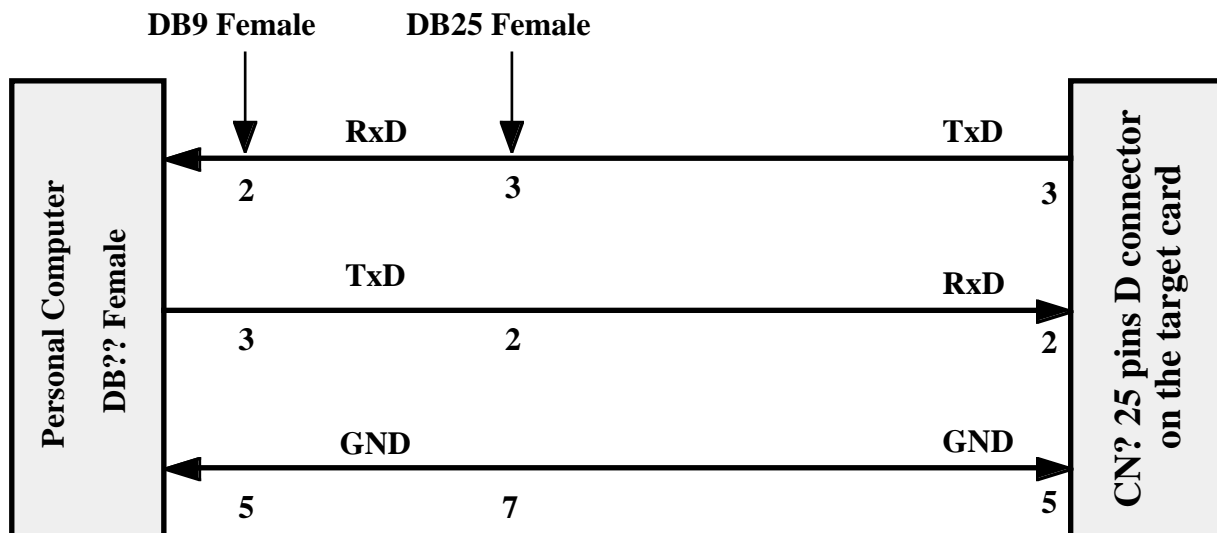 DB9 Female DB25 Female
RxD TxD
2 3 3
TxD RxD
3 2 2
GND GND
5 7 5
Personal Computer
DB?? Female
CN? 25 pins D connector
on the target card